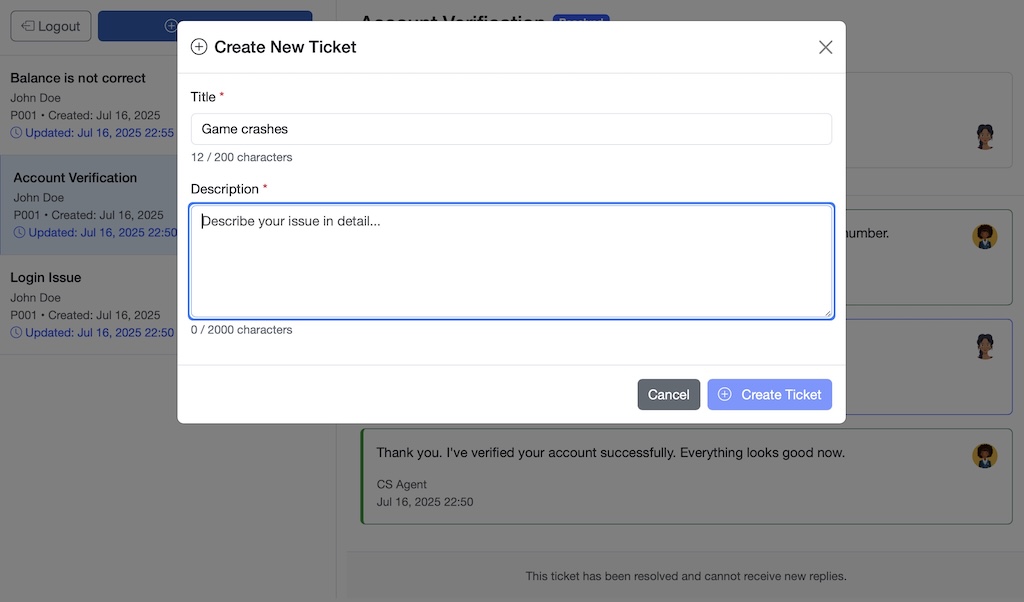 Logout
Account Verification
Resolved
Create New Ticket
Title *
Game crashes
12 / 200 characters
Description *
Describe your issue in detail...
0 / 2000 characters
Cancel
Create Ticket
Balance is not correct
John Doe
P001 • Created: Jul 16, 2025
Updated: Jul 16, 2025 22:55
Account Verification
John Doe
P001 • Created: Jul 16, 2025
Updated: Jul 16, 2025 22:50
Login Issue
John Doe
P001 • Created: Jul 16, 2025
Updated: Jul 16, 2025 22:50
number.
Thank you. I've verified your account successfully. Everything looks good now.
CS Agent
Jul 16, 2025 22:50
This ticket has been resolved and cannot receive new replies.